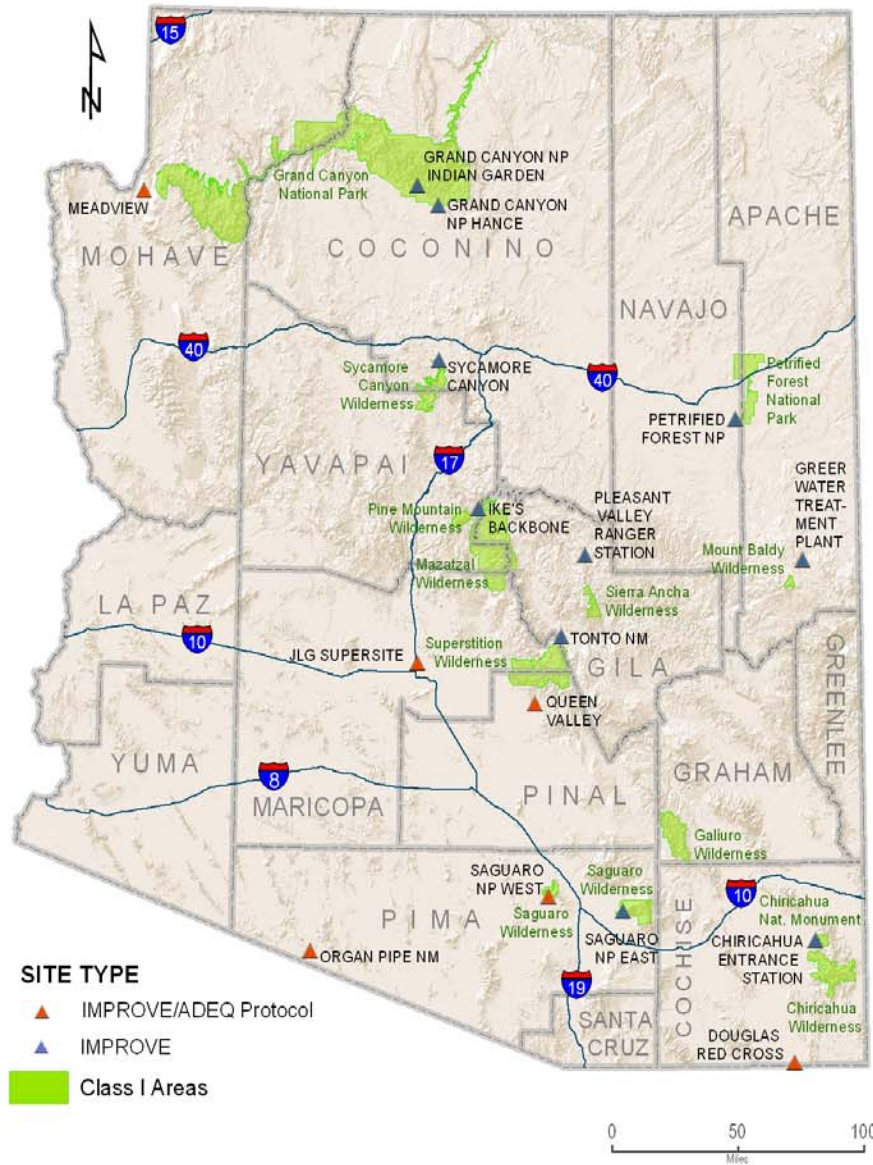 15
N
GRAND CANYON NP
INDIAN GARDEN
Grand Canyon
National Park
MEADVIEW
GRAND CANYON
NP HANCE
APACHE
MOHAVE
COCONINO
NAVAJO
40
Sycamore
Canyon
Wilderness
SYCAMORE
CANYON
40
Petrified
Forest
National
Park
PETRIFIED
FOREST NP
YAVAPAI
17
GREER
WATER
TREAT-
MENT
PLANT
PLEASANT
VALLEY
RANGER
STATION
Pine Mountain
Wilderness
IKE'S
BACKBONE
Mount Baldy
Wilderness
Mazatzal
Wilderness
Sierra Ancha
Wilderness
LA PAZ
10
JLG SUPERSITE
Superstition
Wilderness
TONTO NM
GILA
GREENLEE
QUEEN
VALLEY
YUMA
8
MARICOPA
PINAL
GRAHAM
Galiuro
Wilderness
SAGUARO
NP WEST
Saguaro
Wilderness
10
PIMA
Saguaro
Wilderness
SAGUARO
NP EAST
COCHISE
Chiricahua
Nat. Monument
CHIRICAHUA
ENTRANCE
STATION
ORGAN PIPE NM
19
Chiricahua
Wilderness
SANTA
CRUZ
DOUGLAS
RED CROSS
SITE TYPE
IMPROVE/ADEQ Protocol
IMPROVE
Class I Areas
0 50 100
Miles